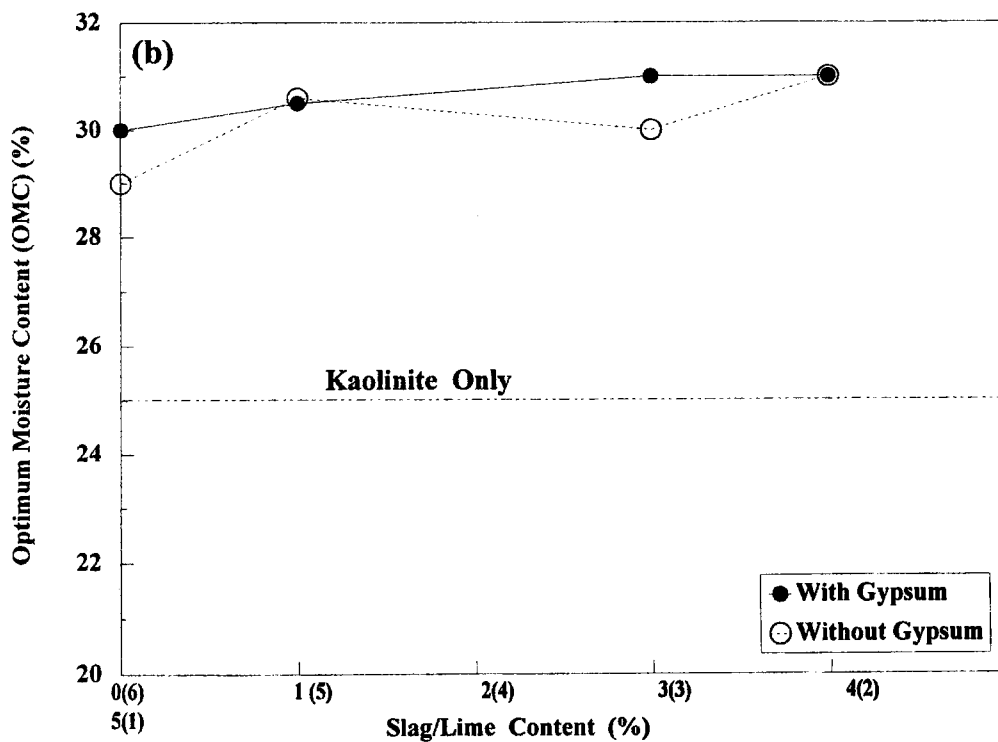 (b)
Optimum Moisture Content (OMC) (%)
32
30
28
26
24
22
20
Kaolinite Only
With Gypsum
Without Gypsum
0(6) 1 (5) 2(4) 3(3) 4(2)
5(1)
Slag/Lime Content (%)